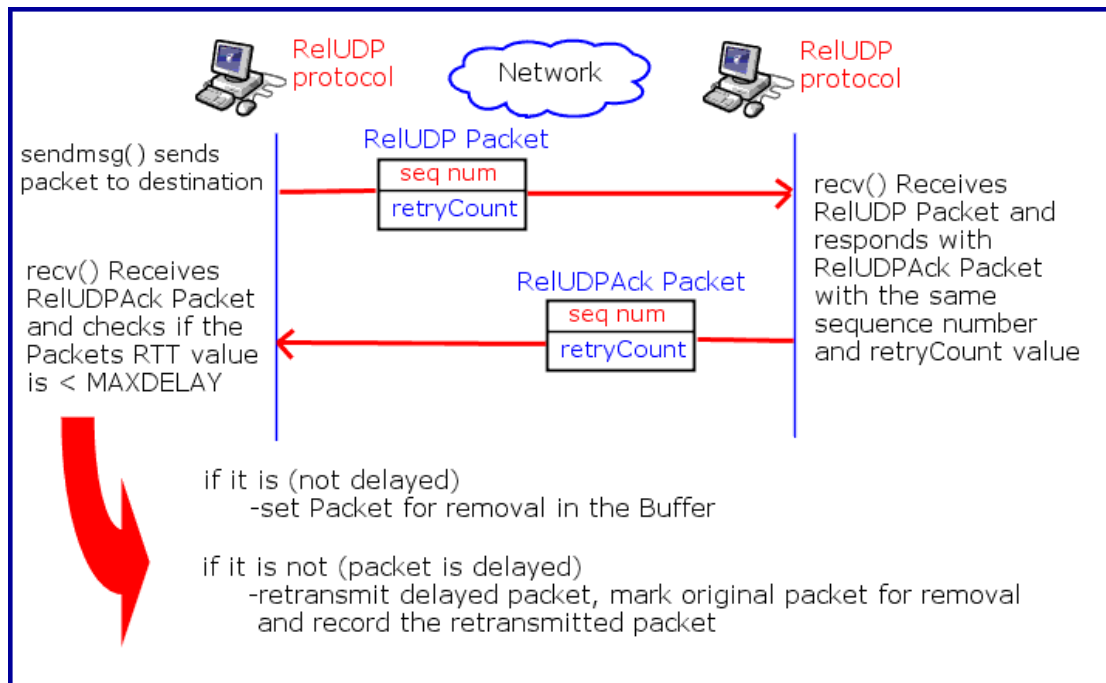 RelUDP
protocol
Network
RelUDP
protocol
RelUDP Packet
sendmsg() sends
packet to destination
seq num
retryCount
recv() Receives
RelUDP Packet and
responds with
RelUDPAck Packet
with the same
sequence number
and retryCount value
recv() Receives
RelUDPAck Packet
and checks if the
Packets RTT value
is < MAXDELAY
RelUDPAck Packet
seq num
retryCount
if it is (not delayed)
-set Packet for removal in the Buffer
if it is not (packet is delayed)
-retransmit delayed packet, mark original packet for removal
and record the retransmitted packet